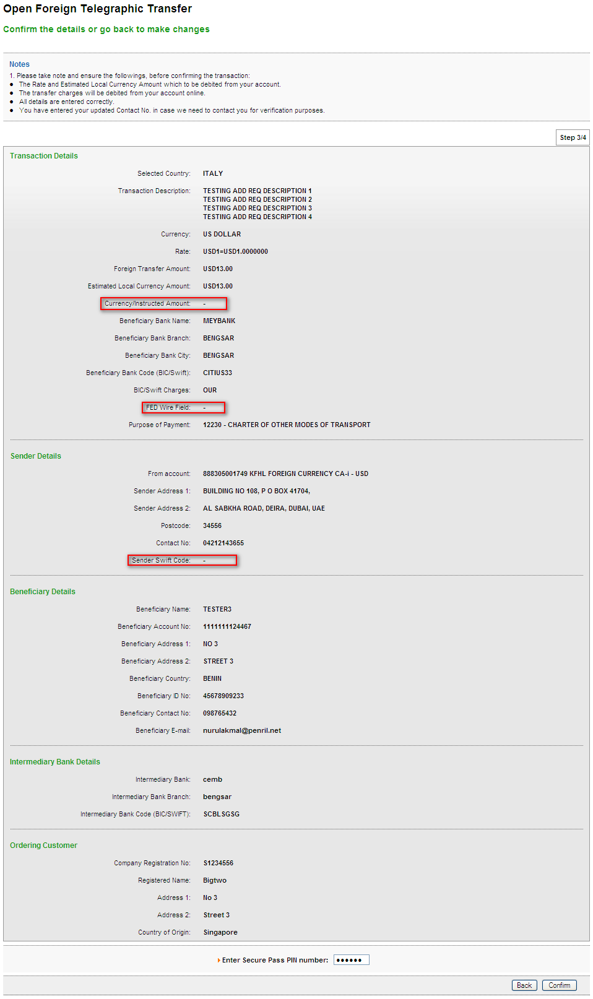 Open Foreign Telegraphic Transfer
Confirm the details or go back to make changes
Notes
1. Please take note and ensure the followings, before confirming the transaction:
● The Rate and Estimated Local Currency Amount which to be debited from your account.
● The transfer charges will be debited from your account online.
● All details are entered correctly.
● You have entered your updated Contact No. in case we need to contact you for verification purposes.
Step 3/4
Transaction Details
Selected Country: ITALY
Transaction Description: TESTING ADD REQ DESCRIPTION 1
TESTING ADD REQ DESCRIPTION 2
TESTING ADD REQ DESCRIPTION 3
TESTING ADD REQ DESCRIPTION 4
Currency: US DOLLAR
Rate: USD1=USD1.0000000
Foreign Transfer Amount: USD13.00
Estimated Local Currency Amount: USD13.00
Currency/Instructed Amount: -
Beneficiary Bank Name: MEYBANK
Beneficiary Bank Branch: BENGSAR
Beneficiary Bank City: BENGSAR
Beneficiary Bank Code (BIC/Swift): CITIUS33
BIC/Swift Charges: OUR
FED Wire Field: -
Purpose of Payment: 12230 - CHARTER OF OTHER MODES OF TRANSPORT
Sender Details
From account: 888305001749 KFHL FOREIGN CURRENCY CA-i - USD
Sender Address 1: BUILDING NO 108, P O BOX 41704,
Sender Address 2: AL SABKHA ROAD, DEIRA, DUBAI, UAE
Postcode: 34556
Contact No: 04212143655
Sender Swift Code: -
Beneficiary Details
Beneficiary Name: TESTER3
Beneficiary Account No: 1111111124467
Beneficiary Address 1: NO 3
Beneficiary Address 2: STREET 3
Beneficiary Country: BENIN
Beneficiary ID No: 45678909233
Beneficiary Contact No: 098765432
Beneficiary E-mail: nurulakmal@penril.net
Intermediary Bank Details
Intermediary Bank: cemb
Intermediary Bank Branch: bengsar
Intermediary Bank Code (BIC/SWIFT): SCBLSGSG
Ordering Customer
Company Registration No: S1234556
Registered Name: Bigtwo
Address 1: No 3
Address 2: Street 3
Country of Origin: Singapore
Enter Secure Pass PIN number: ●●●●●●
Back Confirm